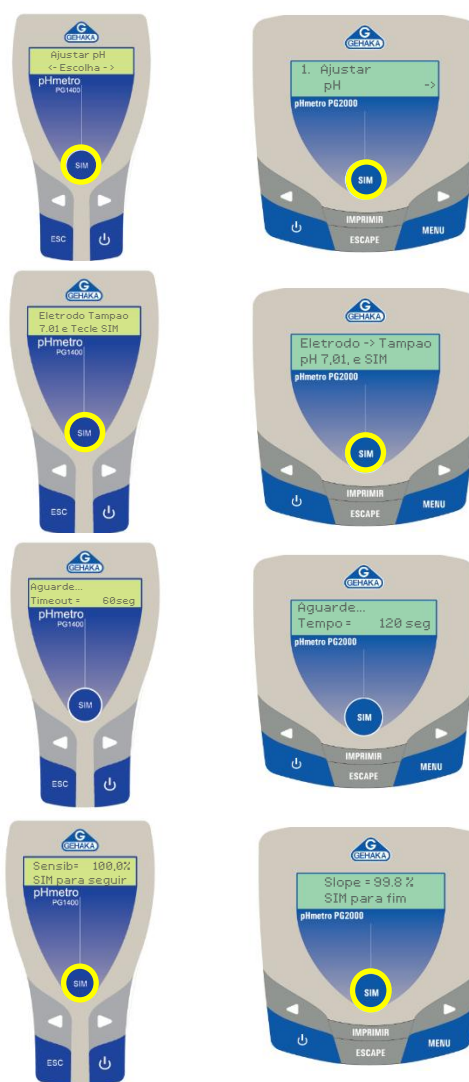 G
GEHAKA
Ajustar pH
<- Escolha ->
pHmetro
PG1400
SIM
ESC
G
GEHAKA
1. Ajustar
pH ->
pHmetro PG2000
SIM
IMPRIMIR
ESCAPE
MENU
G
GEHAKA
Eletrodo Tampao
7.01 e Tecle SIM
pHmetro
PG1400
SIM
ESC
G
GEHAKA
Eletrodo -> Tampao
pH 7,01, e SIM
pHmetro PG2000
SIM
IMPRIMIR
ESCAPE
MENU
G
GEHAKA
Aguarde...
Timeout = 60seg
pHmetro
PG1400
SIM
ESC
G
GEHAKA
Aguarde...
Tempo = 120 seg
pHmetro PG2000
SIM
IMPRIMIR
ESCAPE
MENU
G
GEHAKA
Sensib= 100,0%
SIM para seguir
pHmetro
PG1400
SIM
ESC
G
GEHAKA
Slope = 99.8 %
SIM para fim
pHmetro PG2000
SIM
IMPRIMIR
ESCAPE
MENU